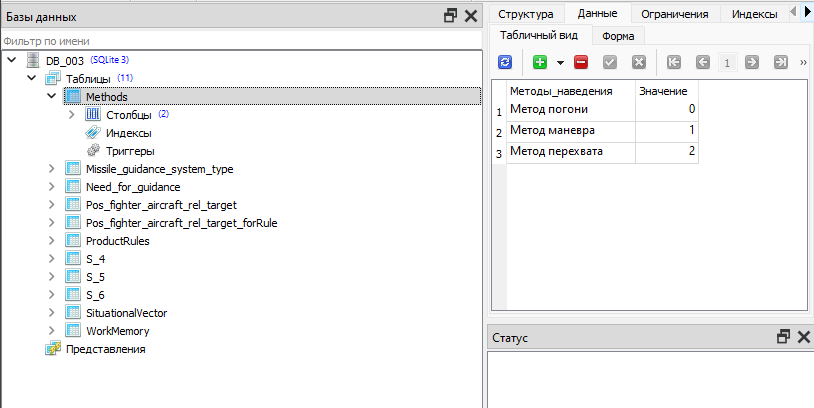 Базы данных
Фильтр по имени
DB_003 (SQLite 3)
Таблицы (11)
Methods
Столбцы (2)
Индексы
Триггеры
Missile_guidance_system_type
Need_for_guidance
Pos_fighter_aircraft_rel_target
Pos_fighter_aircraft_rel_target_forRule
ProductRules
S_4
S_5
S_6
SituationalVector
WorkMemory
Представления
Структура Данные Ограничения Индексы
Табличный вид Форма
1
Методы_наведения Значение
1 Метод погони 0
2 Метод маневра 1
3 Метод перехвата 2
Статус